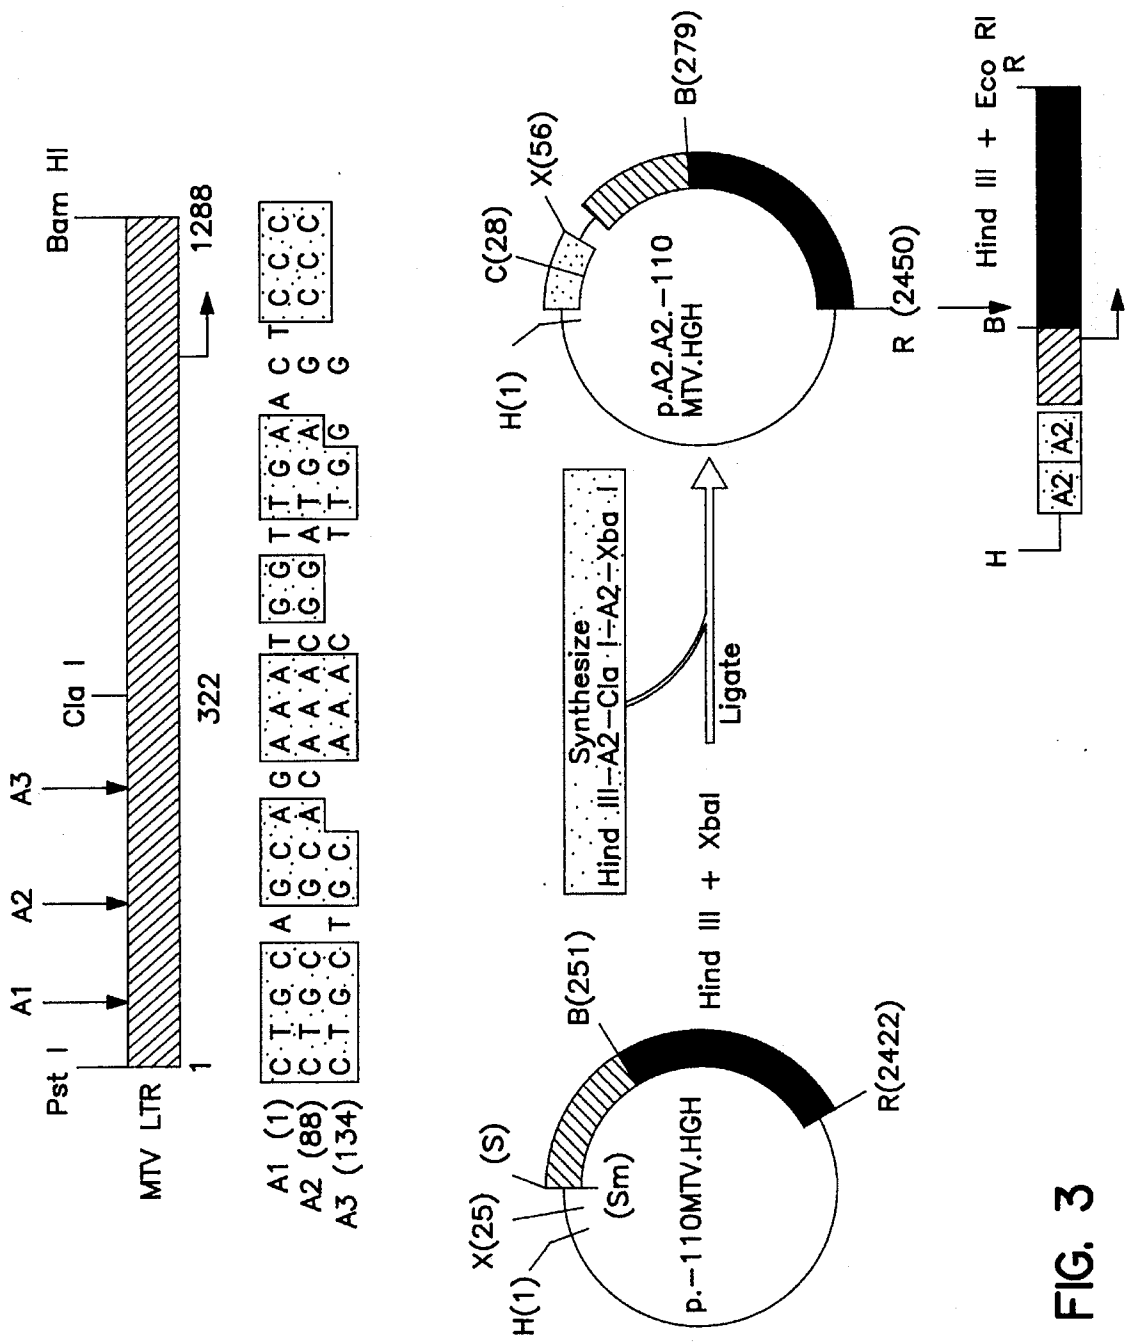 Pst I
A1
A2
A3
Cla I
Bam HI
MTV LTR
1
322
1288
A1 (1) C T G C A G C A G A A A T G G T T G A A C T C C C
A2 (88) C T G C G C A C A A A C G G A T G A G C C
A3 (134) C T G C T G C A A A C T T G G G
H(1)
X(25)
(S)
(Sm)
B(251)
p.-110MTV.HGH
R(2422)
Hind III + XbaI
Synthesize
Hind III-A2-Cla I-A2-Xba I
Ligate
H(1)
C(28)
X(56)
B(279)
p.A2.A2.-110
MTV.HGH
R (2450)
Hind III + Eco RI
H
A2
A2
B
R
FIG. 3